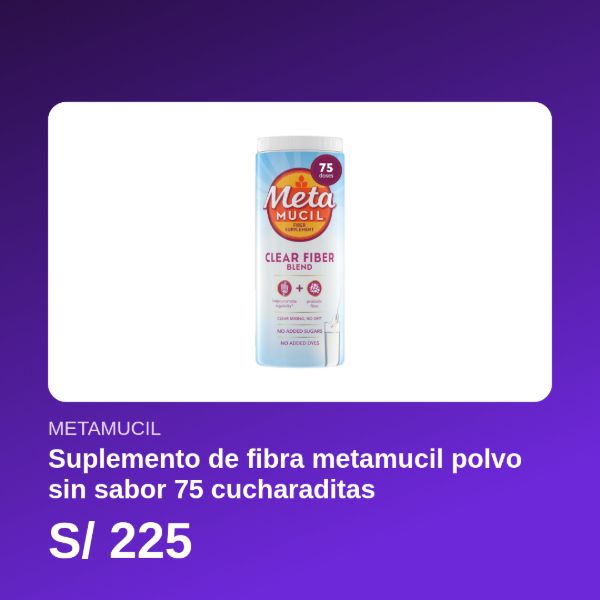 75
doses
Meta
MUCIL
FIBER
SUPPLEMENT
CLEAR FIBER
BLEND
+
CLEAR MIXING, NO GRIT
NO ADDED SUGARS
NO ADDED DYES
METAMUCIL
Suplemento de fibra metamucil polvo
sin sabor 75 cucharaditas
S/ 225